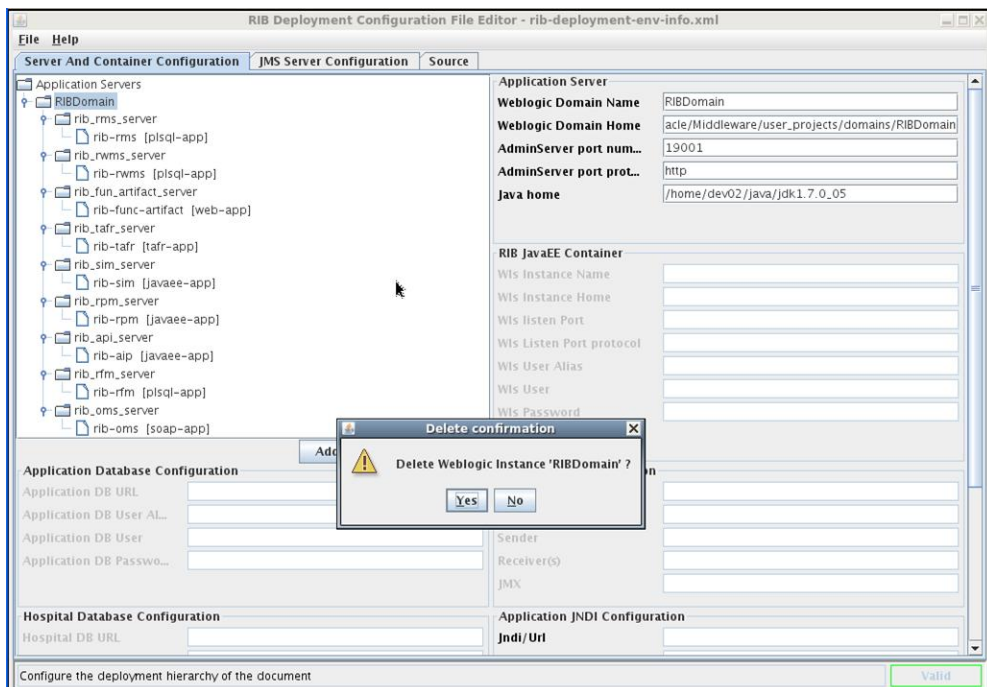 RIB Deployment Configuration File Editor - rib-deployment-env-info.xml
File Help
Server And Container Configuration JMS Server Configuration Source
Application Servers
RIBDomain
rib_rms_server
rib-rms [plsql-app]
rib_rwms_server
rib-rwms [plsql-app]
rib_fun_artifact_server
rib-func-artifact [web-app]
rib_tafr_server
rib-tafr [tafr-app]
rib_sim_server
rib-sim [javaee-app]
rib_rpm_server
rib-rpm [javaee-app]
rib_api_server
rib-aip [javaee-app]
rib_rfm_server
rib-rfm [plsql-app]
rib_oms_server
rib-oms [soap-app]
Application Server
Weblogic Domain Name RIBDomain
Weblogic Domain Home acle/Middleware/user_projects/domains/RIBDomain
AdminServer port num... 19001
AdminServer port prot... http
Java home /home/dev02/java/jdk1.7.0_05
RIB JavaEE Container
Wls Instance Name
Wls Instance Home
Wls listen Port
Wls Listen Port protocol
Wls User Alias
Wls User
Wls Password
Delete confirmation
Delete Weblogic Instance 'RIBDomain' ?
Yes No
Application Database Configuration
Application DB URL
Application DB User Al...
Application DB User
Application DB Passwo...
Sender
Receiver(s)
JMX
Hospital Database Configuration
Hospital DB URL
Application JNDI Configuration
Jndi/Url
Configure the deployment hierarchy of the document Valid